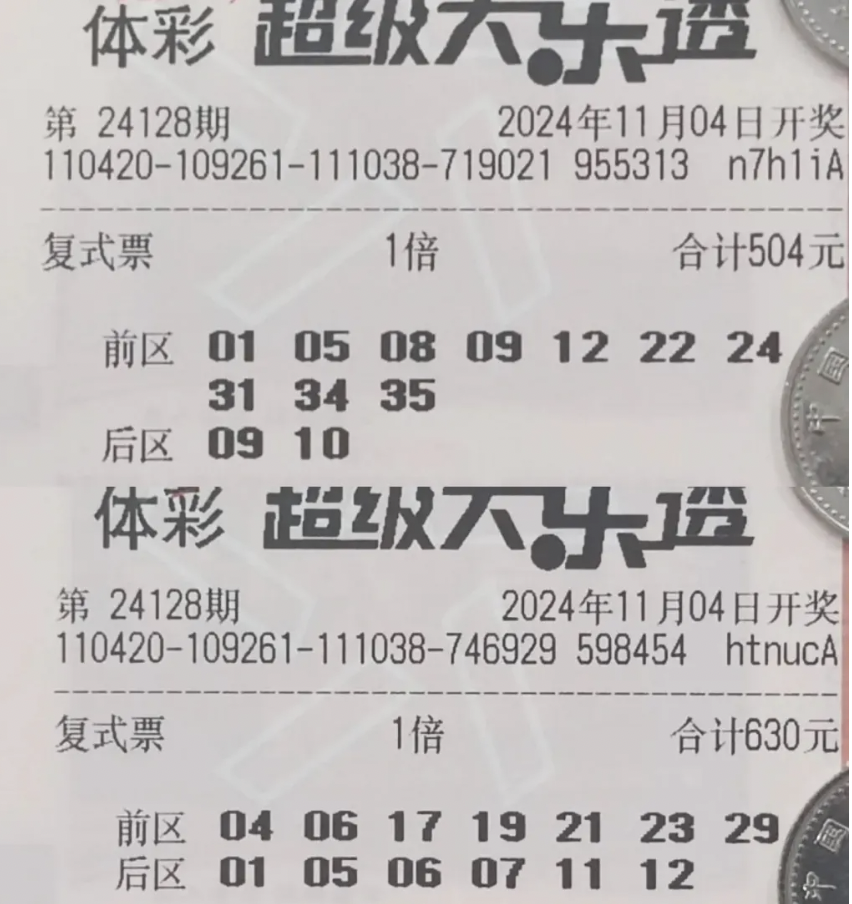 体彩 超级大乐透
第 24128期 2024年11月04日开奖
110420-109261-111038-719021 955313 n7h1iA
复式票 1倍 合计504元
前区 01 05 08 09 12 22 24
31 34 35
后区 09 10
体彩 超级大乐透
第 24128期 2024年11月04日开奖
110420-109261-111038-746929 598454 htnucA
复式票 1倍 合计630元
前区 04 06 17 19 21 23 29
后区 01 05 06 07 11 12
中国
中国